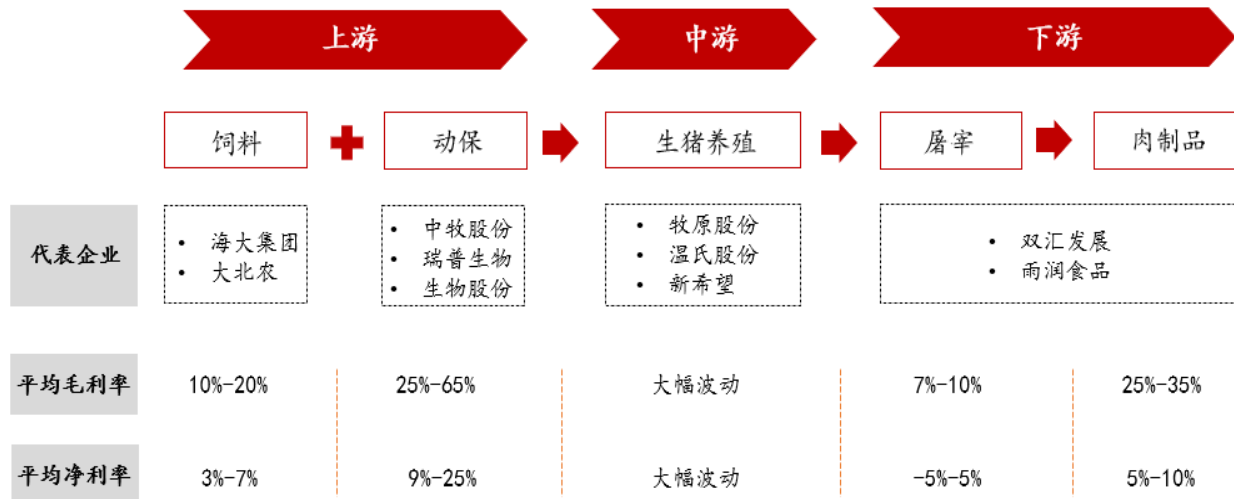 上游
中游
下游
饲料
动保
生猪养殖
屠宰
肉制品
代表企业
• 海大集团
• 大北农
• 中牧股份
• 瑞普生物
• 生物股份
• 牧原股份
• 温氏股份
• 新希望
• 双汇发展
• 雨润食品
平均毛利率
10%-20%
25%-65%
大幅波动
7%-10%
25%-35%
平均净利率
3%-7%
9%-25%
大幅波动
-5%-5%
5%-10%